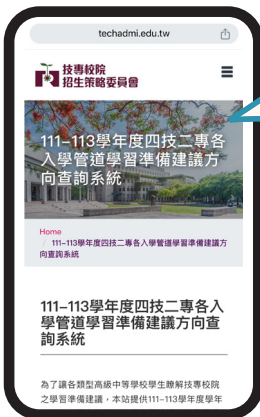 techadmi.edu.tw
技專校院
招生策略委員會
111–113學年度四技二專各
入學管道學習準備建議方
向查詢系統
Home
/ 111–113學年度四技二專各入學管道學習準備建議方
向查詢系統
111–113學年度四技二專各入
學管道學習準備建議方向查
詢系統
為了讓各類型高級中等學校學生瞭解技專校院
之學習準備建議，本站提供111–113學年度學年